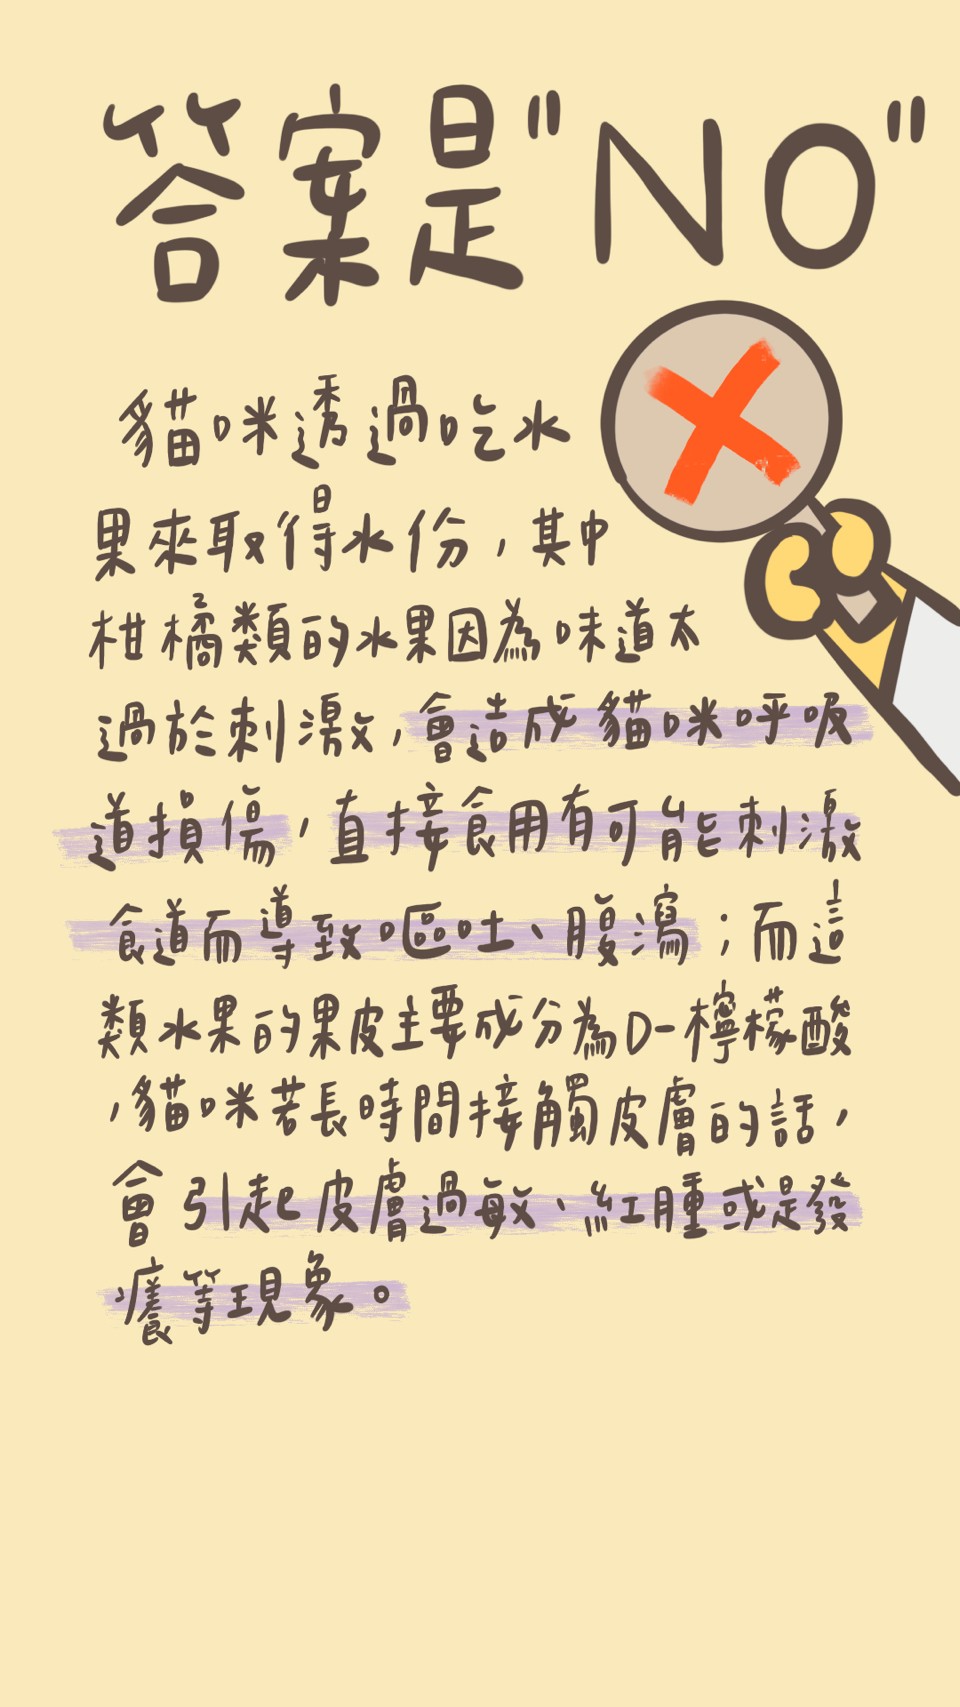 答案是"NO"
貓咪透過吃水
果來取得水份，其中
柑橘類的水果因為味道太
過於刺激，會造成貓咪呼吸
道損傷，直接食用有可能刺激
食道而導致嘔吐、腹瀉；而這
類水果的果皮主要成分為D-檸檬酸
，貓咪若長時間接觸皮膚的話，
會引起皮膚過敏、紅腫或是發
癢等現象。